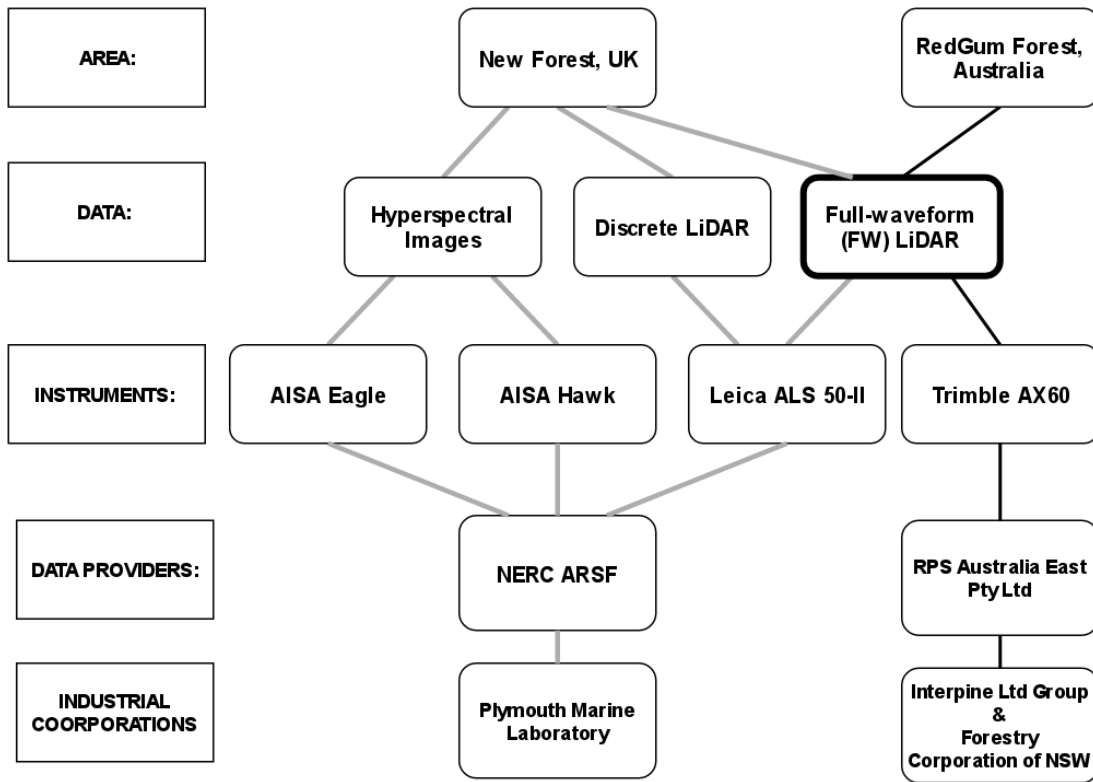 AREA:
New Forest, UK
RedGum Forest,
Australia
DATA:
Hyperspectral
Images
Discrete LiDAR
Full-waveform
(FW) LiDAR
INSTRUMENTS:
AISA Eagle
AISA Hawk
Leica ALS 50-II
Trimble AX60
DATA PROVIDERS:
NERC ARSF
RPS Australia East
Pty Ltd
INDUSTRIAL
COORPORATIONS
Plymouth Marine
Laboratory
Interpine Ltd Group
&
Forestry
Corporation of NSW